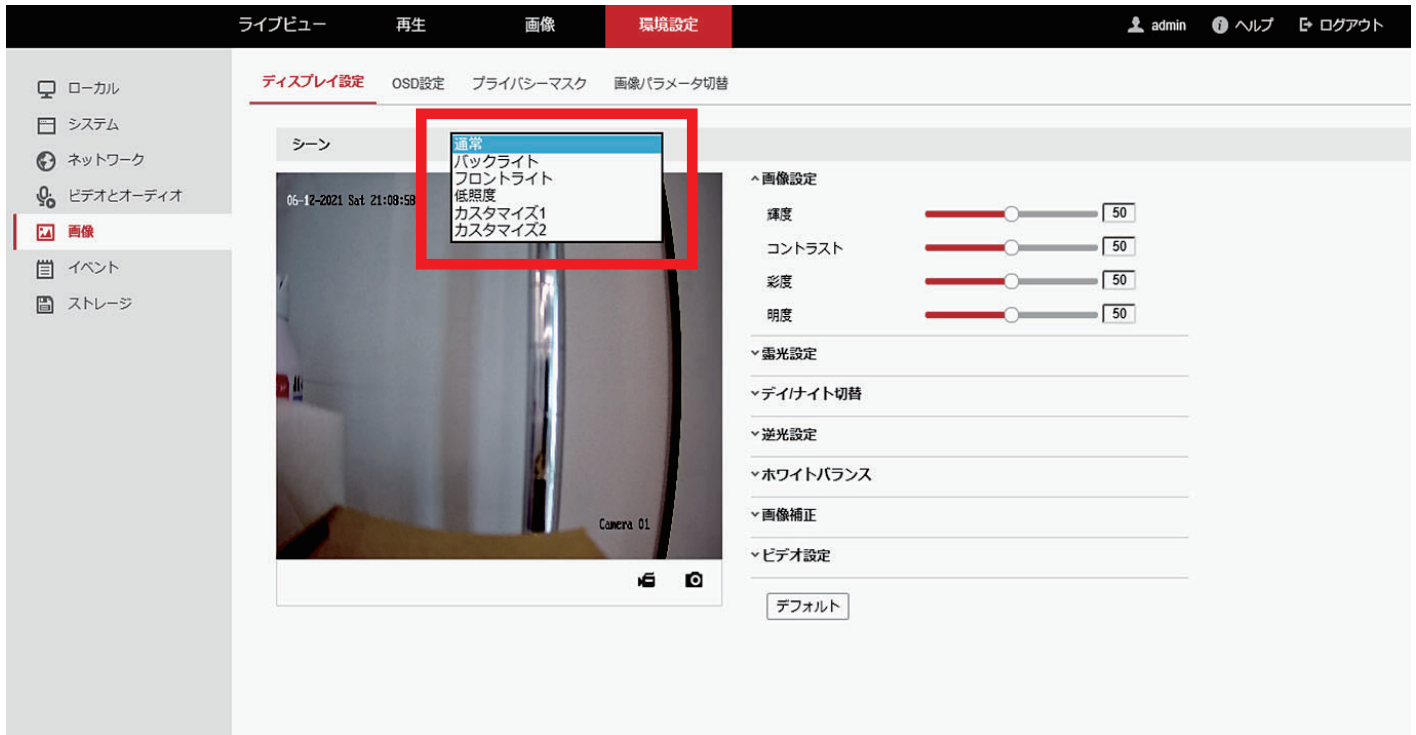 ライブビュー 再生 画像 環境設定 admin ヘルプ ログアウト
ローカル
システム
ネットワーク
ビデオとオーディオ
画像
イベント
ストレージ
ディスプレイ設定 OSD設定 プライバシーマスク 画像パラメータ切替
シーン
通常
バックライト
フロントライト
低照度
カスタマイズ1
カスタマイズ2
06-12-2021 Sat 21:08:58
Camera 01
画像設定
輝度 50
コントラスト 50
彩度 50
明度 50
露光設定
デイ/ナイト切替
逆光設定
ホワイトバランス
画像補正
ビデオ設定
デフォルト